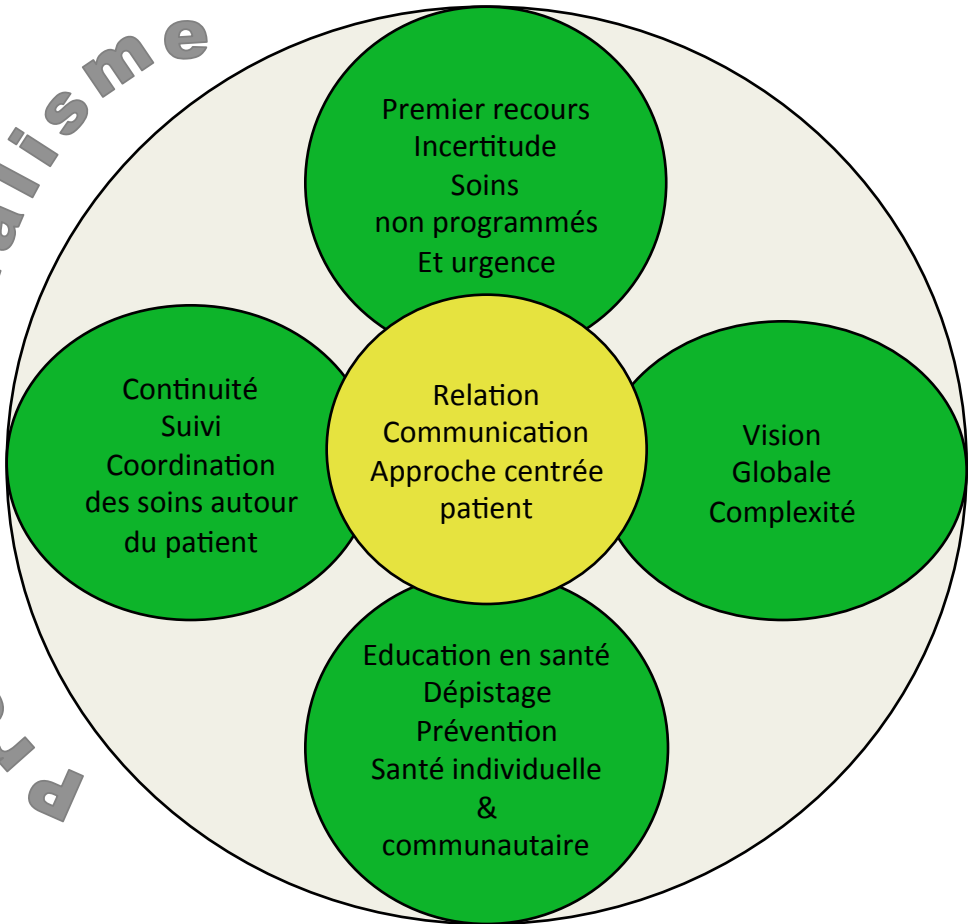 Premier recours
Incertitude
Soins
non programmés
Et urgence
Continuité
Suivi
Coordination
des soins autour
du patient
Relation
Communication
Approche centrée
patient
Vision
Globale
Complexité
Education en santé
Dépistage
Prévention
Santé individuelle
&
communautaire